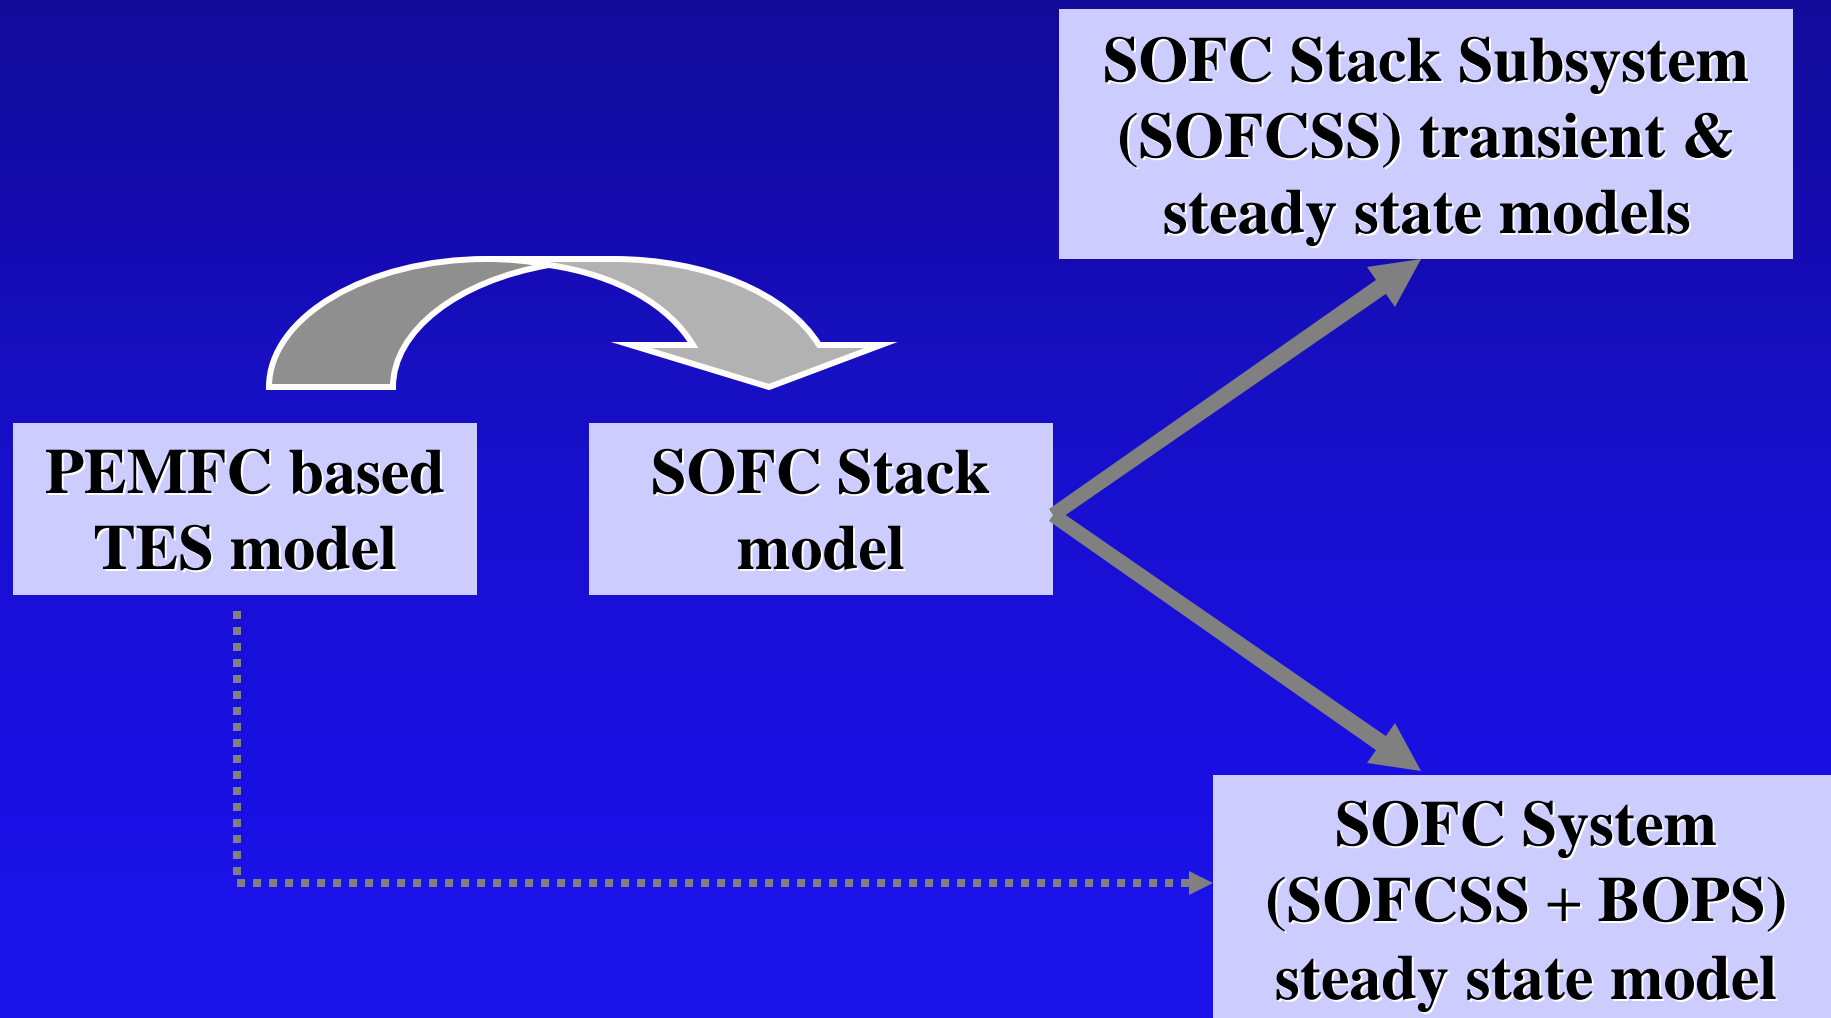 SOFC Stack Subsystem
(SOFCSS) transient &
steady state models
PEMFC based
TES model
SOFC Stack
model
SOFC System
(SOFCSS + BOPS)
steady state model